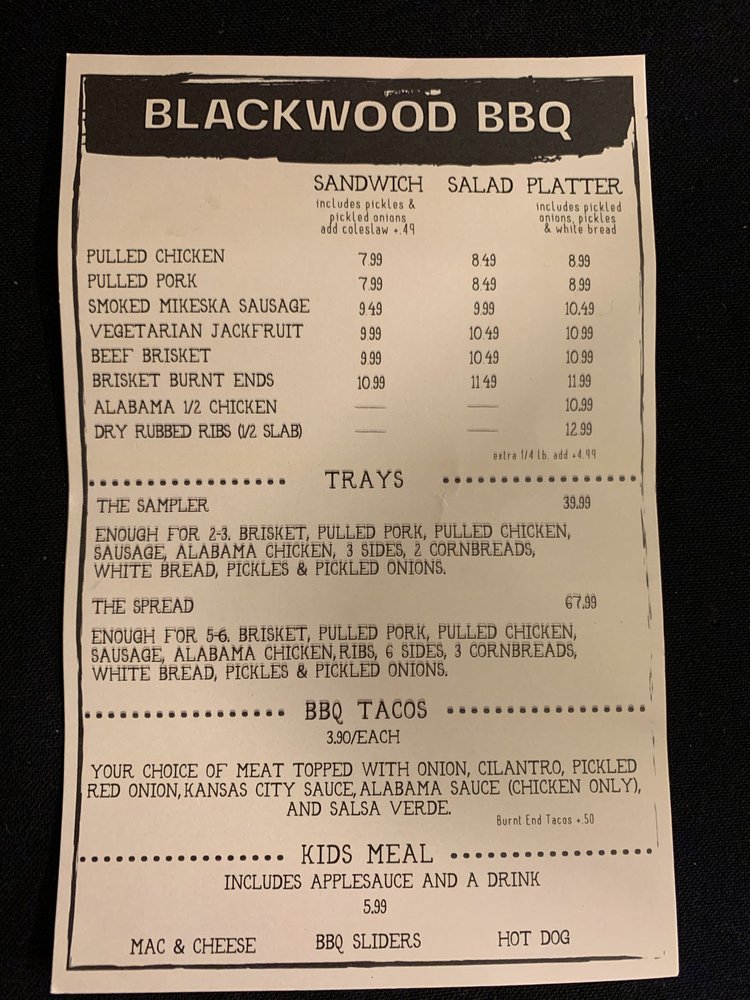 BLACKWOOD BBQ
SANDWICH SALAD PLATTER
includes pickles & pickled onions add coleslaw +.49
includes pickled onions, pickles & white bread
PULLED CHICKEN 7.99 8.49 8.99
PULLED PORK 7.99 8.49 8.99
SMOKED MIKESKA SAUSAGE 9.49 9.99 10.49
VEGETARIAN JACKFRUIT 9.99 10.49 10.99
BEEF BRISKET 9.99 10.49 10.99
BRISKET BURNT ENDS 10.99 11.49 11.99
ALABAMA 1/2 CHICKEN — — 10.99
DRY RUBBED RIBS (1/2 SLAB) — — 12.99
extra 1/4 lb. add +4.99
TRAYS
THE SAMPLER 39.99
ENOUGH FOR 2-3. BRISKET, PULLED PORK, PULLED CHICKEN,
SAUSAGE, ALABAMA CHICKEN, 3 SIDES, 2 CORNBREADS,
WHITE BREAD, PICKLES & PICKLED ONIONS.
THE SPREAD 67.99
ENOUGH FOR 5-6. BRISKET, PULLED PORK, PULLED CHICKEN,
SAUSAGE, ALABAMA CHICKEN, RIBS, 6 SIDES, 3 CORNBREADS,
WHITE BREAD, PICKLES & PICKLED ONIONS.
BBQ TACOS
3.90/EACH
YOUR CHOICE OF MEAT TOPPED WITH ONION, CILANTRO, PICKLED
RED ONION, KANSAS CITY SAUCE, ALABAMA SAUCE (CHICKEN ONLY),
AND SALSA VERDE.
Burnt End Tacos +.50
KIDS MEAL
INCLUDES APPLESAUCE AND A DRINK
5.99
MAC & CHEESE BBQ SLIDERS HOT DOG